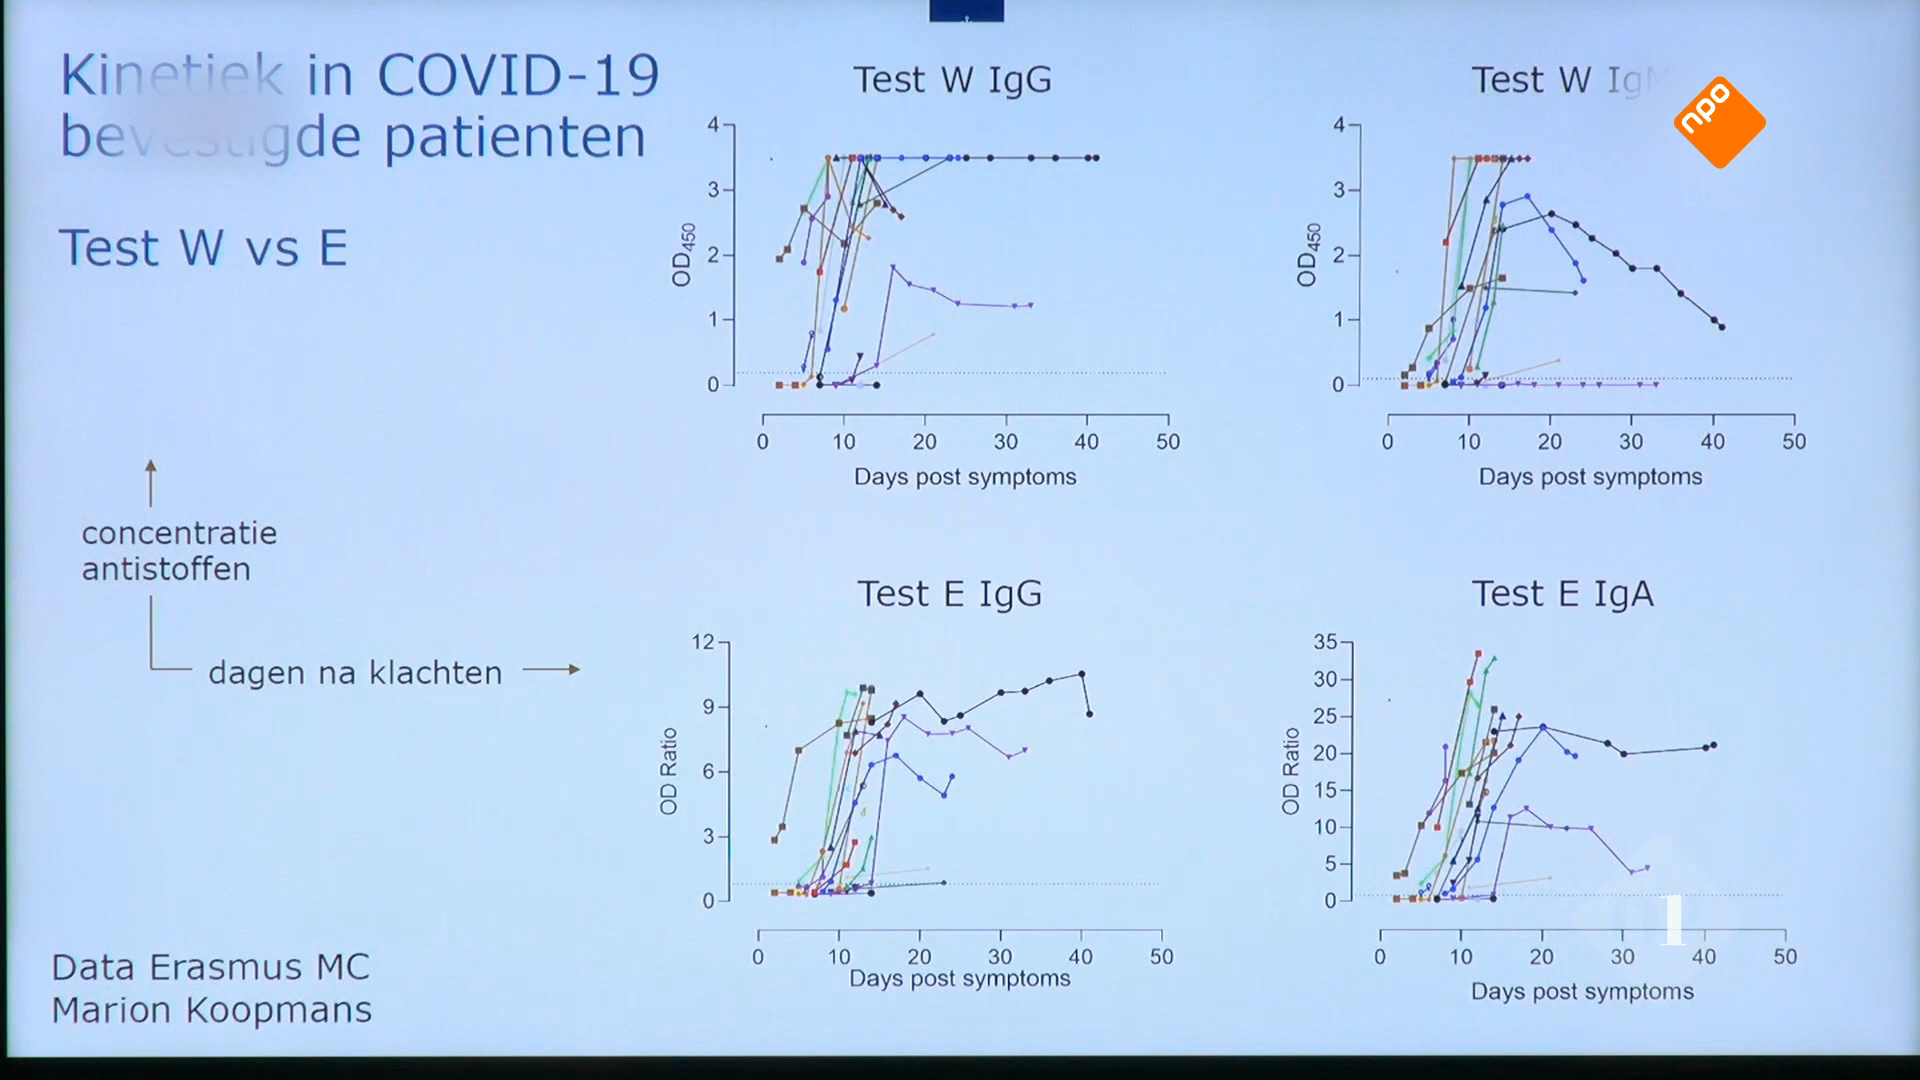 Kinetiek in COVID-19
bevestigde patienten
Test W vs E
concentratie
antistoffen
dagen na klachten
Data Erasmus MC
Marion Koopmans
Test W IgG
4
3
2
1
0
OD450
0 10 20 30 40 50
Days post symptoms
Test W IgM
npo
4
3
2
1
0
OD450
0 10 20 30 40 50
Days post symptoms
Test E IgG
12
9
6
3
0
OD Ratio
0 10 20 30 40 50
Days post symptoms
Test E IgA
35
30
25
20
15
10
5
0
OD Ratio
0 10 20 30 40 50
Days post symptoms
1